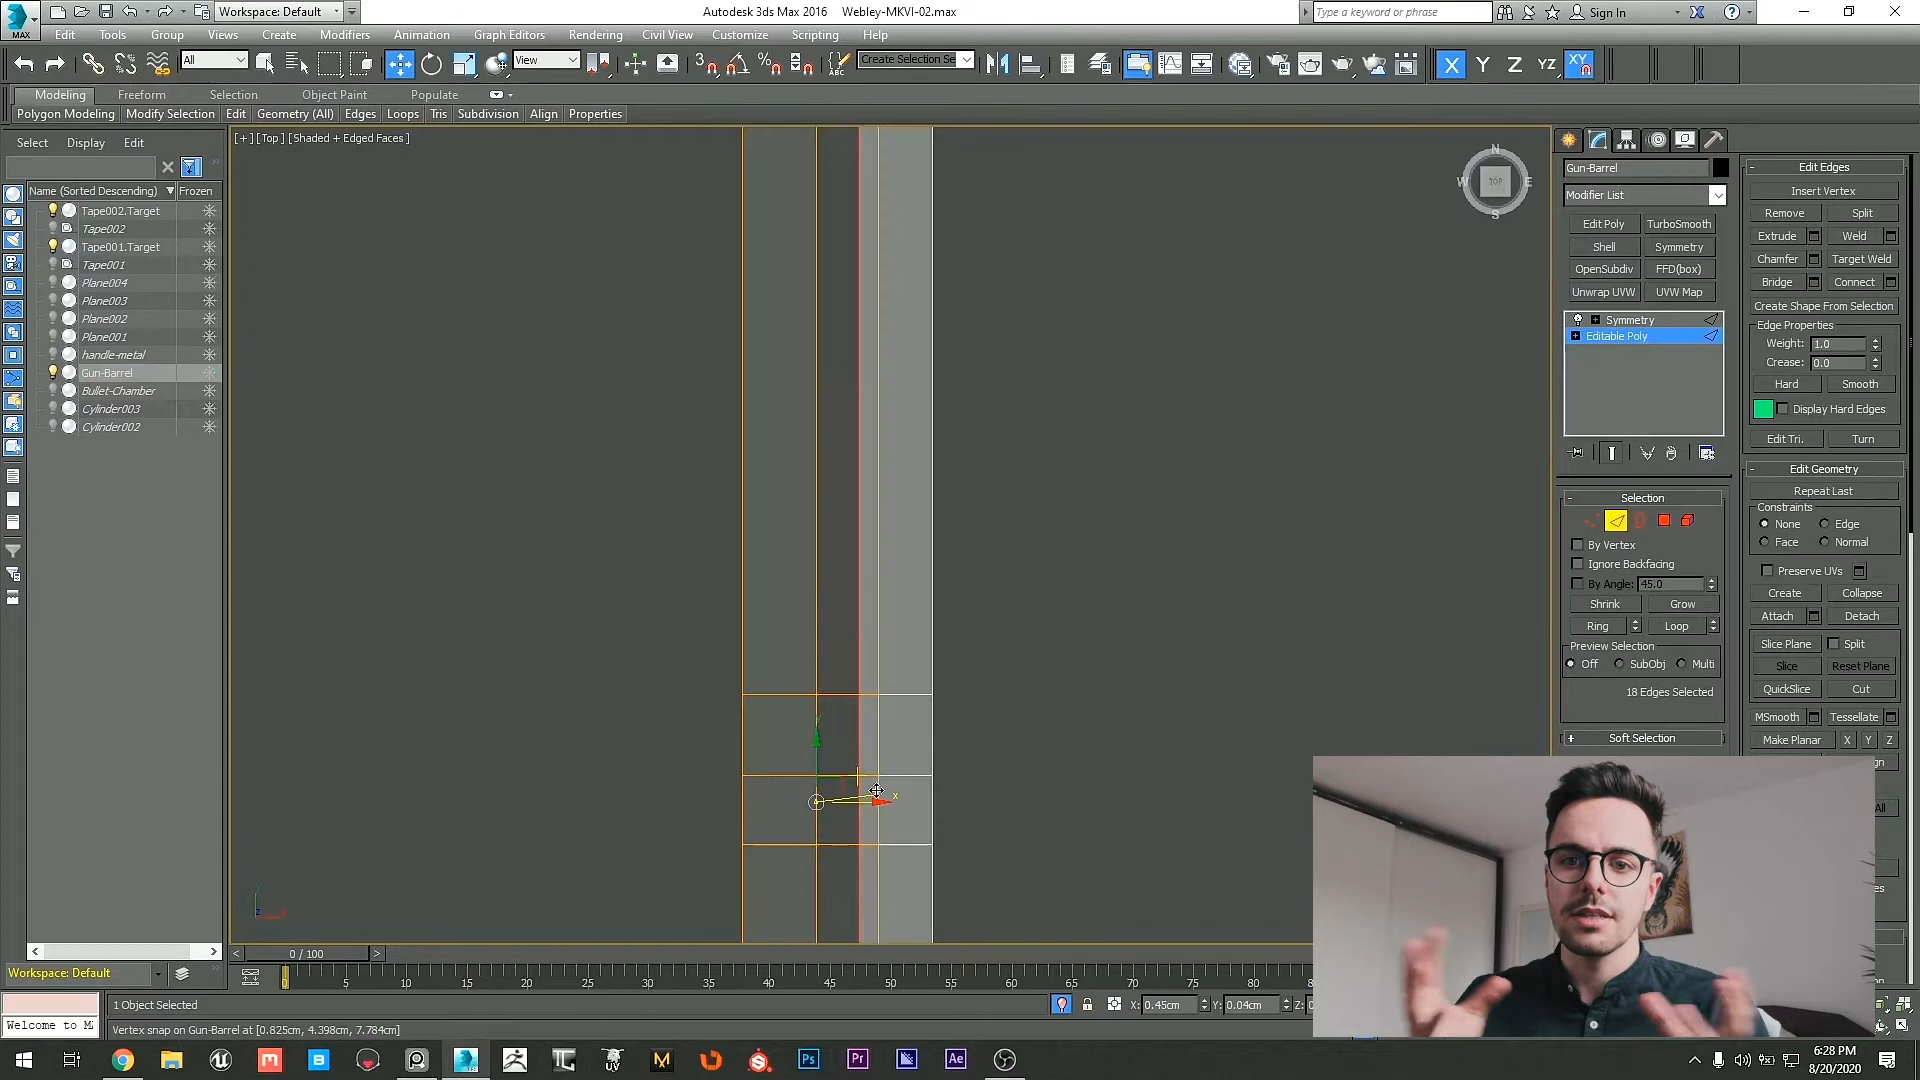 Workspace: Default
Autodesk 3ds Max 2016 Webley-MKVI-02.max
Type a keyword or phrase
Sign In
MAX
Edit Tools Group Views Create Modifiers Animation Graph Editors Rendering Civil View Customize Scripting Help
All
View
Create Selection Se
X Y Z YZ XY
Modeling Freeform Selection Object Paint Populate
Polygon Modeling Modify Selection Edit Geometry (All) Edges Loops Tris Subdivision Align Properties
Select Display Edit
Name (Sorted Descending) Frozen
Tape002.Target
Tape002
Tape001.Target
Tape001
Plane004
Plane003
Plane002
Plane001
handle-metal
Gun-Barrel
Bullet-Chamber
Cylinder003
Cylinder002
[+] [Top] [Shaded + Edged Faces]
N
W TOP E
S
x
Gun-Barrel
Modifier List
Edit Poly TurboSmooth
Shell Symmetry
OpenSubdiv FFD(box)
Unwrap UVW UVW Map
Symmetry
Editable Poly
Selection
By Vertex
Ignore Backfacing
By Angle: 45.0
Shrink Grow
Ring Loop
Preview Selection
Off SubObj Multi
18 Edges Selected
Soft Selection
Edit Edges
Insert Vertex
Remove Split
Extrude Weld
Chamfer Target Weld
Bridge Connect
Create Shape From Selection
Edge Properties
Weight: 1.0
Crease: 0.0
Hard Smooth
Display Hard Edges
Edit Tri. Turn
Edit Geometry
Repeat Last
Constraints
None Edge
Face Normal
Preserve UVs
Create Collapse
Attach Detach
Slice Plane Split
Slice Reset Plane
QuickSlice Cut
MSmooth Tessellate
Make Planar X Y Z
0 / 100
Workspace: Default
0 5 10 15 20 25 30 35 40 45 50 55 60 65 70 75 80
1 Object Selected
X: 0.45cm Y: 0.04cm Z:
Welcome to M
Vertex snap on Gun-Barrel at [0.825cm, 4.398cm, 7.784cm]
6:28 PM
8/20/2020